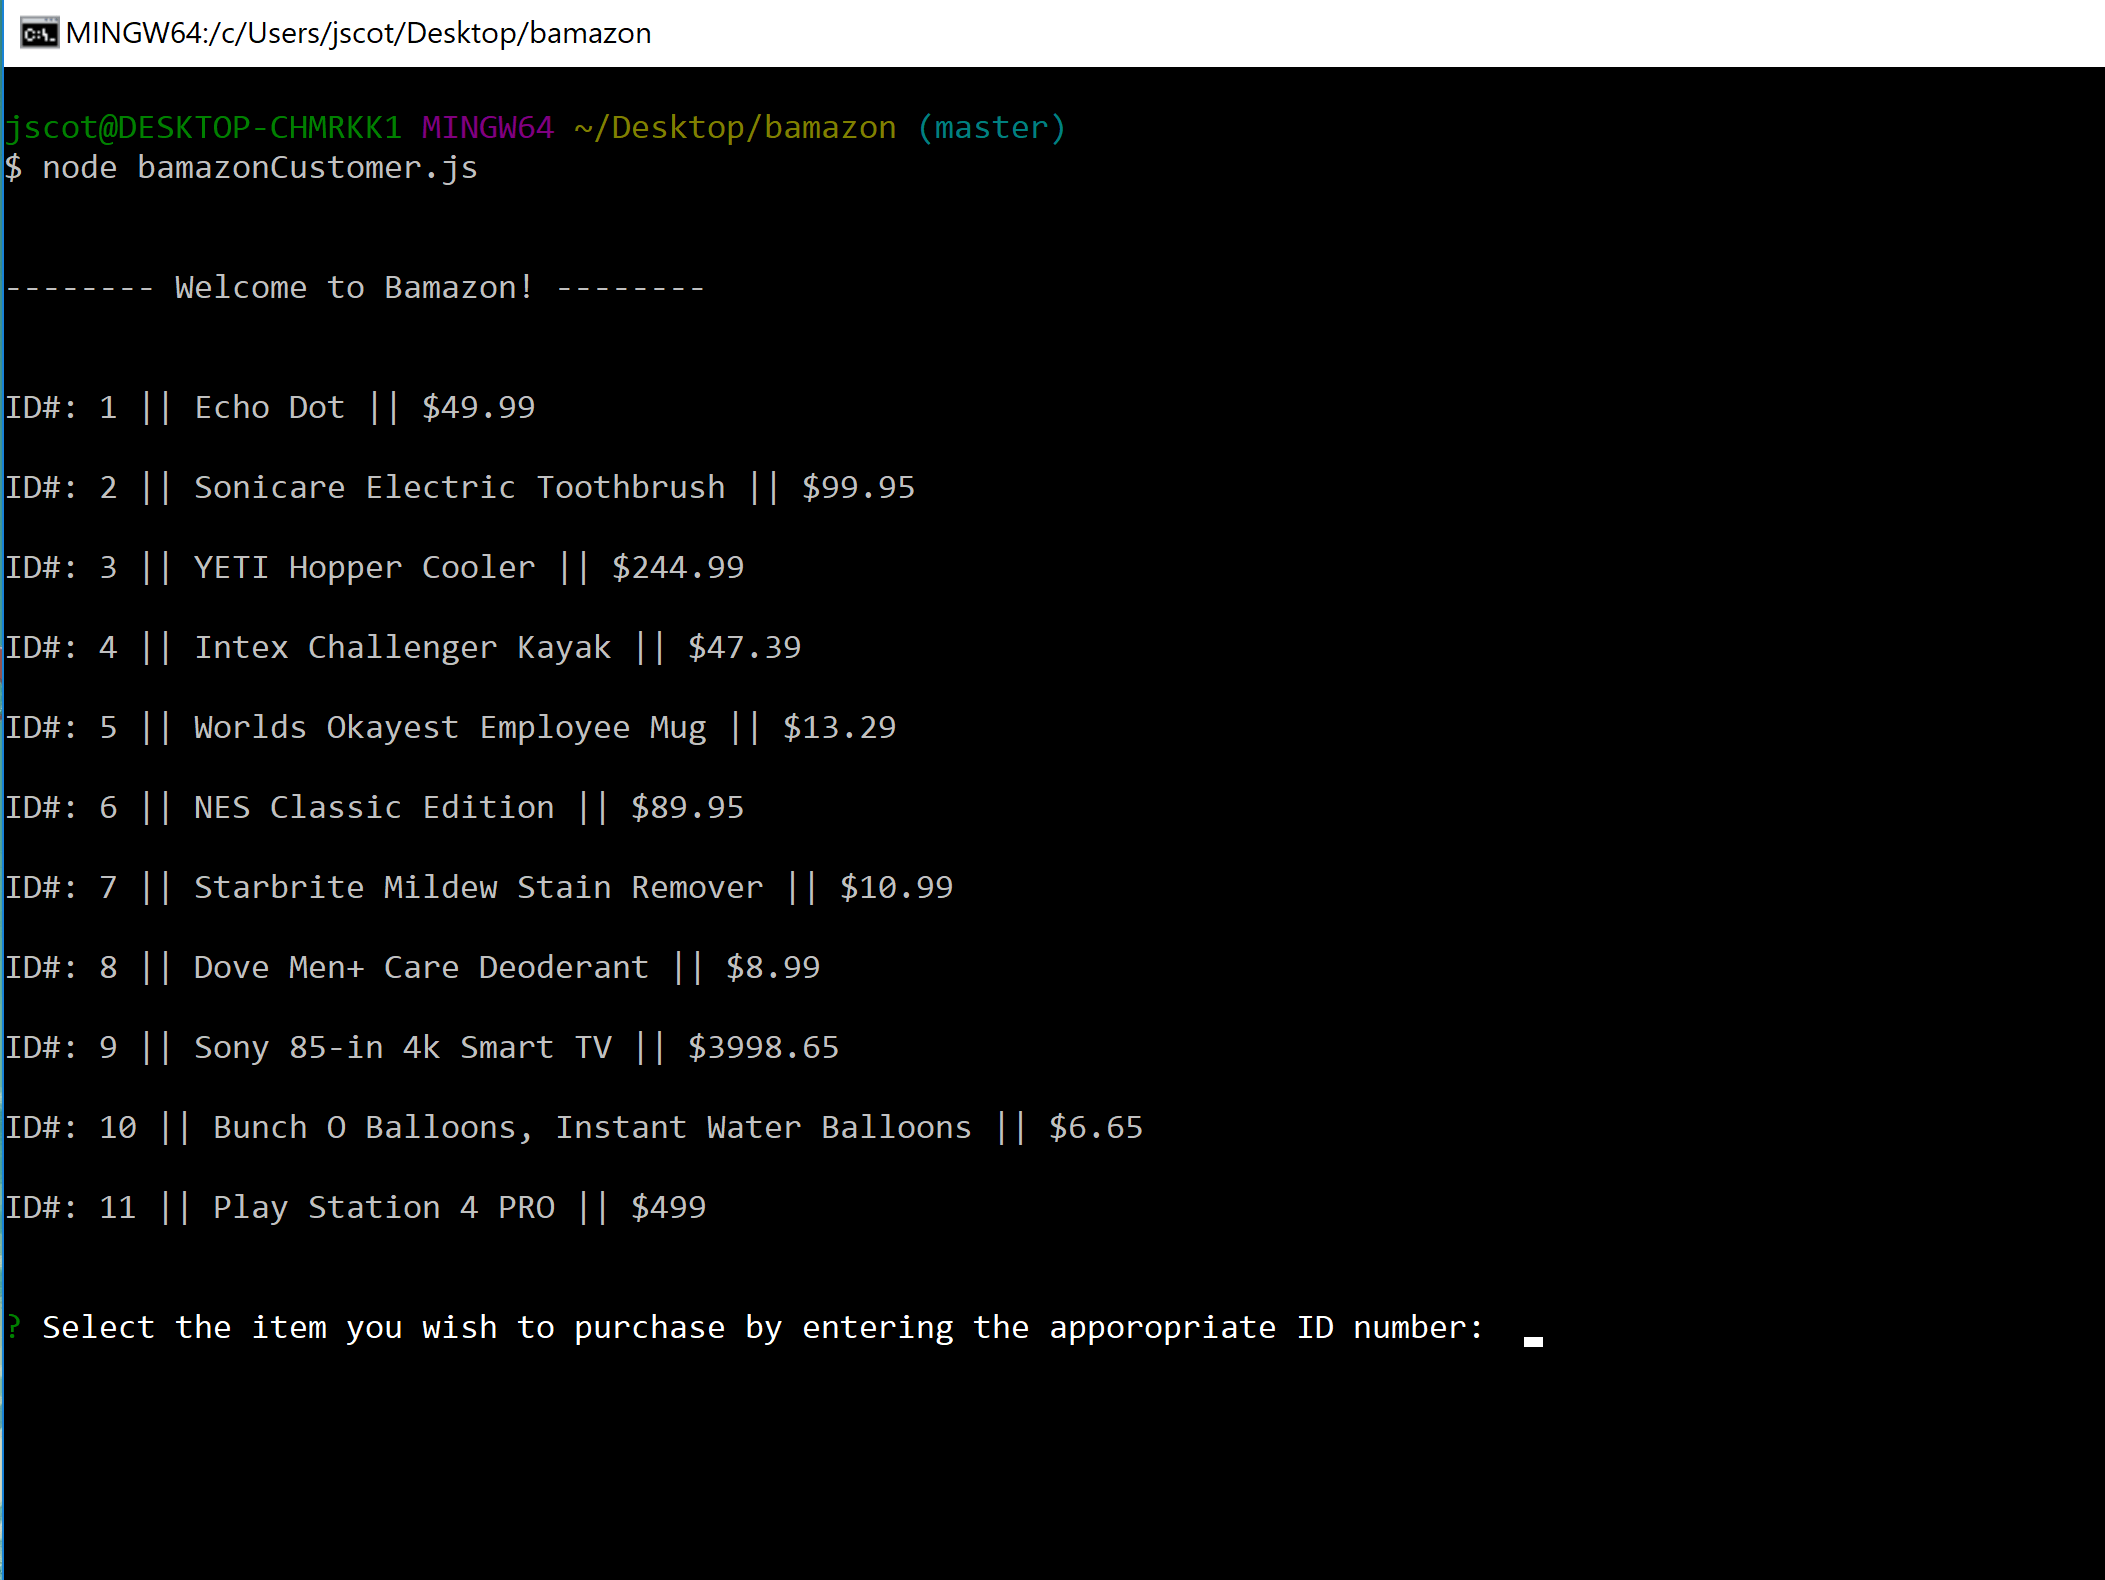 MINGW64:/c/Users/jscot/Desktop/bamazon
jscot@DESKTOP-CHMRKK1 MINGW64 ~/Desktop/bamazon (master)
$ node bamazonCustomer.js
-------- Welcome to Bamazon! --------
ID#: 1 || Echo Dot || $49.99
ID#: 2 || Sonicare Electric Toothbrush || $99.95
ID#: 3 || YETI Hopper Cooler || $244.99
ID#: 4 || Intex Challenger Kayak || $47.39
ID#: 5 || Worlds Okayest Employee Mug || $13.29
ID#: 6 || NES Classic Edition || $89.95
ID#: 7 || Starbrite Mildew Stain Remover || $10.99
ID#: 8 || Dove Men+ Care Deoderant || $8.99
ID#: 9 || Sony 85-in 4k Smart TV || $3998.65
ID#: 10 || Bunch O Balloons, Instant Water Balloons || $6.65
ID#: 11 || Play Station 4 PRO || $499
? Select the item you wish to purchase by entering the apporopriate ID number: